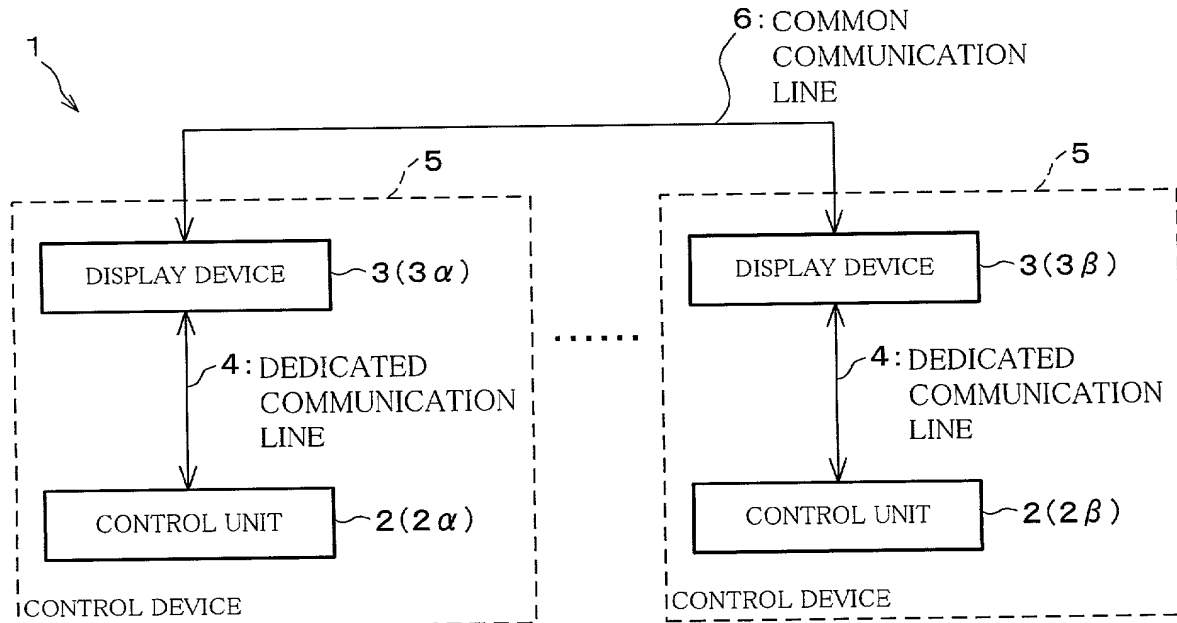 1
6: COMMON
COMMUNICATION
LINE
5
DISPLAY DEVICE
3(3α)
4: DEDICATED
COMMUNICATION
LINE
CONTROL UNIT
2(2α)
CONTROL DEVICE
......
5
DISPLAY DEVICE
3(3β)
4: DEDICATED
COMMUNICATION
LINE
CONTROL UNIT
2(2β)
CONTROL DEVICE